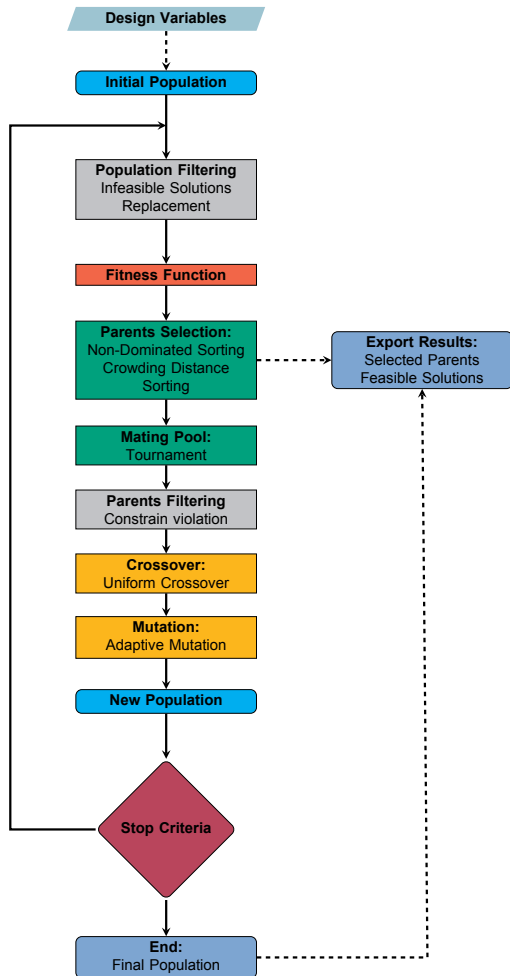 Design Variables
Initial Population
Population Filtering
Infeasible Solutions
Replacement
Fitness Function
Parents Selection:
Non-Dominated Sorting
Crowding Distance
Sorting
Export Results:
Selected Parents
Feasible Solutions
Mating Pool:
Tournament
Parents Filtering
Constrain violation
Crossover:
Uniform Crossover
Mutation:
Adaptive Mutation
New Population
Stop Criteria
End:
Final Population